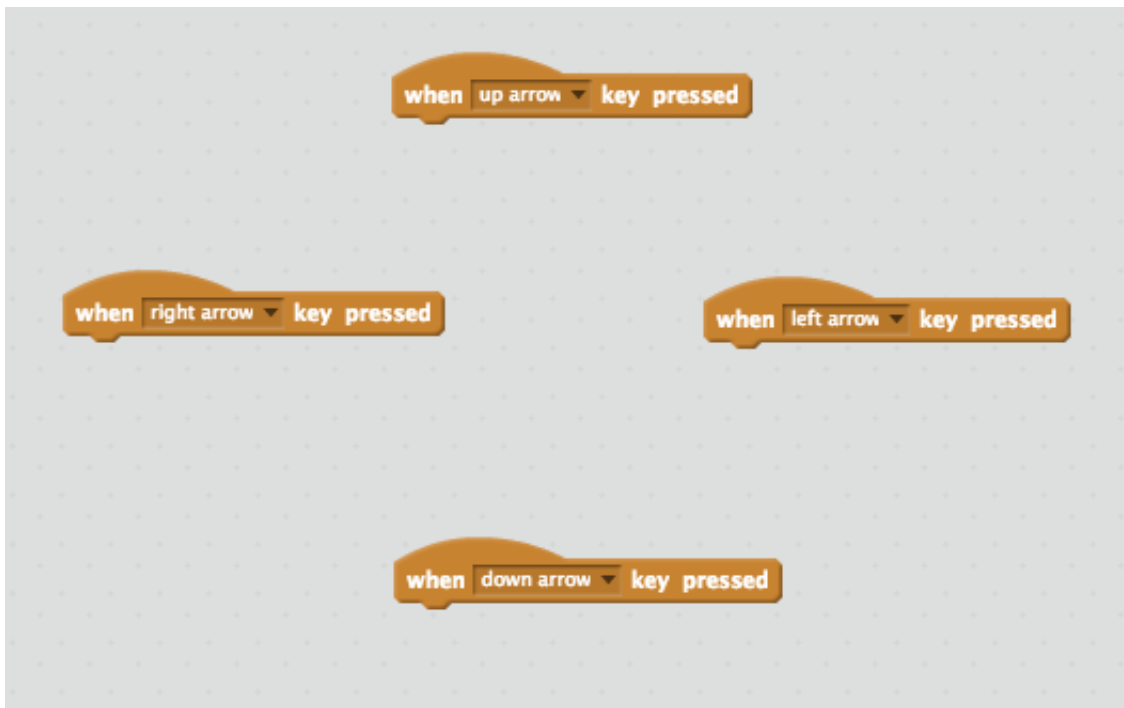 when up arrow key pressed
when right arrow key pressed
when left arrow key pressed
when down arrow key pressed